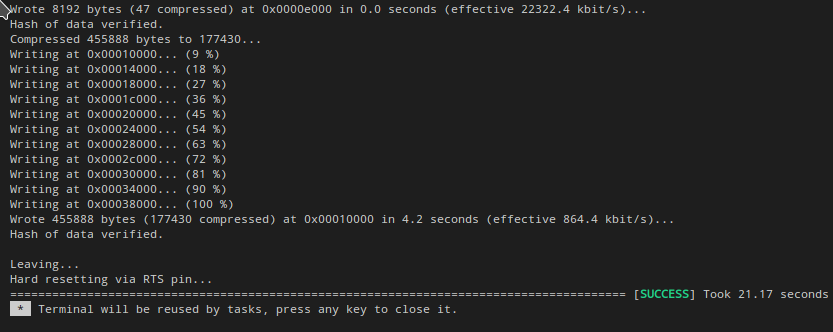 Wrote 8192 bytes (47 compressed) at 0x0000e000 in 0.0 seconds (effective 22322.4 kbit/s)...
Hash of data verified.
Compressed 455888 bytes to 177430...
Writing at 0x00010000... (9 %)
Writing at 0x00014000... (18 %)
Writing at 0x00018000... (27 %)
Writing at 0x0001c000... (36 %)
Writing at 0x00020000... (45 %)
Writing at 0x00024000... (54 %)
Writing at 0x00028000... (63 %)
Writing at 0x0002c000... (72 %)
Writing at 0x00030000... (81 %)
Writing at 0x00034000... (90 %)
Writing at 0x00038000... (100 %)
Wrote 455888 bytes (177430 compressed) at 0x00010000 in 4.2 seconds (effective 864.4 kbit/s)...
Hash of data verified.
Leaving...
Hard resetting via RTS pin...
======================================================================================== [SUCCESS] Took 21.17 seconds
* Terminal will be reused by tasks, press any key to close it.